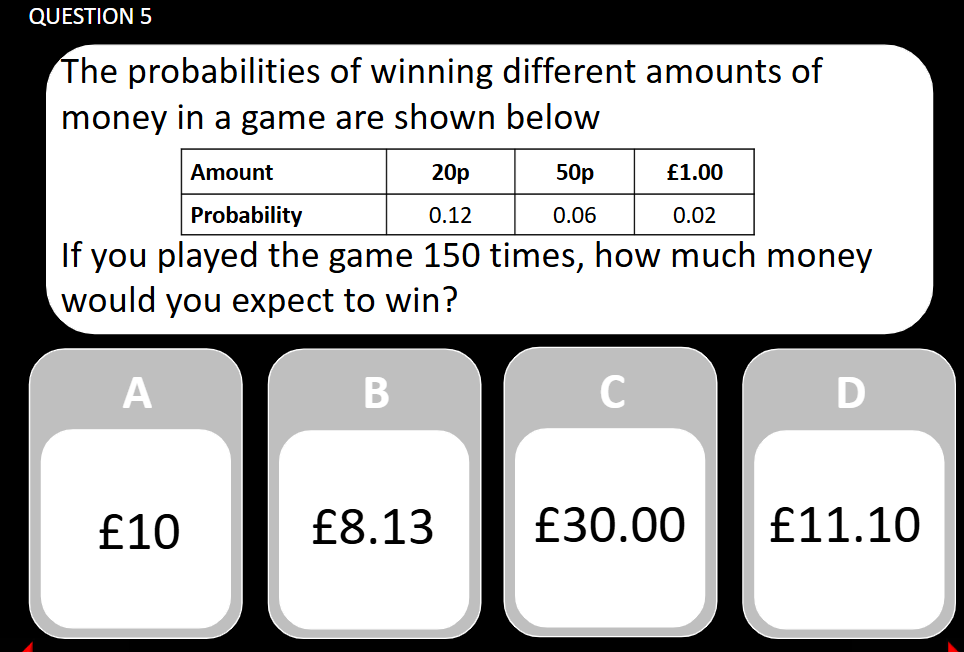 QUESTION 5
The probabilities of winning different amounts of
money in a game are shown below
Amount 20p 50p £1.00
Probability 0.12 0.06 0.02
If you played the game 150 times, how much money
would you expect to win?
A B C D
£10 £8.13 £30.00 £11.10